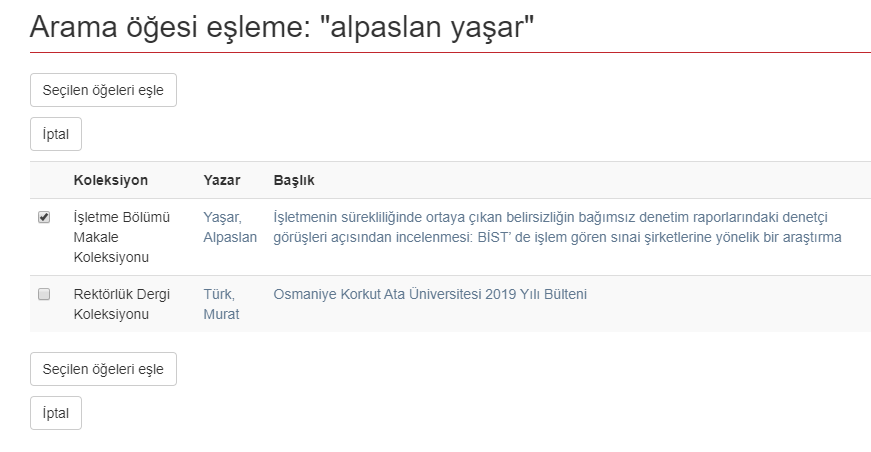 Arama öğesi eşleme: "alpaslan yaşar"
Seçilen öğeleri eşle
İptal
Koleksiyon Yazar Başlık
İşletme Bölümü Yaşar, İşletmenin sürekliliğinde ortaya çıkan belirsizliğin bağımsız denetim raporlarındaki denetçi
Makale Alpaslan görüşleri açısından incelenmesi: BİST' de işlem gören sınai şirketlerine yönelik bir araştırma
Koleksiyonu
Rektörlük Dergi Türk, Osmaniye Korkut Ata Üniversitesi 2019 Yılı Bülteni
Koleksiyonu Murat
Seçilen öğeleri eşle
İptal